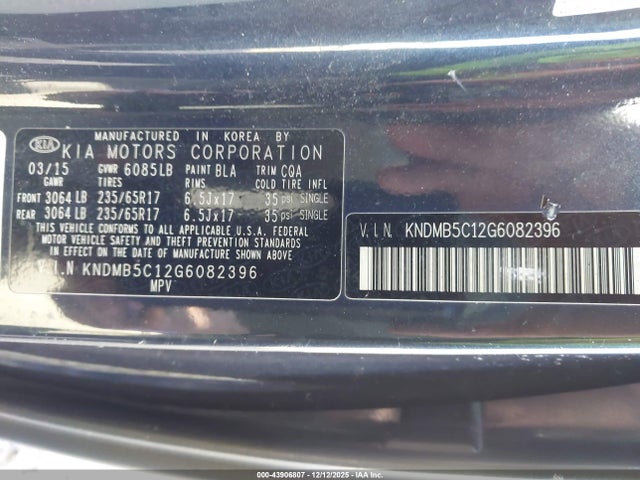 MANUFACTURED IN KOREA BY
KIA KIA MOTORS CORPORATION
03/15 GVWR 6085LB PAINT BLA TRIM CQA
GAWR TIRES RIMS COLD TIRE INFL
FRONT 3064 LB 235/65R17 6.5Jx17 35 psi SINGLE
REAR 3064 LB 235/65R17 6.5Jx17 35 psi SINGLE
THIS VEHICLE CONFORMS TO ALL APPLICABLE U.S.A. FEDERAL
MOTOR VEHICLE SAFETY, BUMPER, AND THEFT PREVENTION
STANDARDS IN EFFECT ON THE DATE OF MANUFACTURE
SHOWN ABOVE.
V.I.N KNDMB5C12G6082396
MPV
V.I.N. KNDMB5C12G6082396
000-43906807 - 12/12/2025 - IAA Inc.